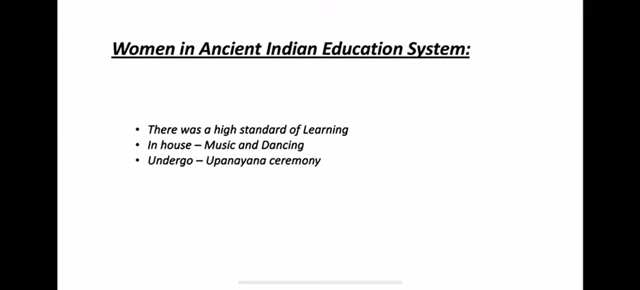 Women in Ancient Indian Education System:
• There was a high standard of Learning
• In house – Music and Dancing
• Undergo – Upanayana ceremony